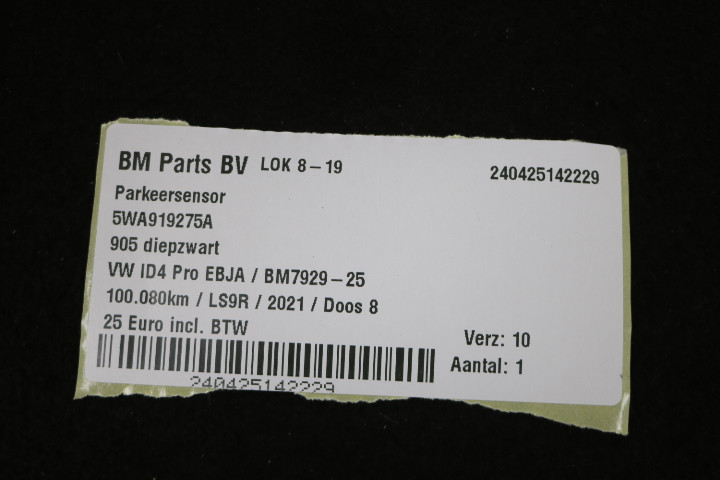 BM Parts BV LOK 8-19 240425142229
Parkeersensor
5WA919275A
905 diepzwart
VW ID4 Pro EBJA / BM7929-25
100.080km / LS9R / 2021 / Doos 8
25 Euro incl. BTW
Verz: 10
Aantal: 1
240425142229